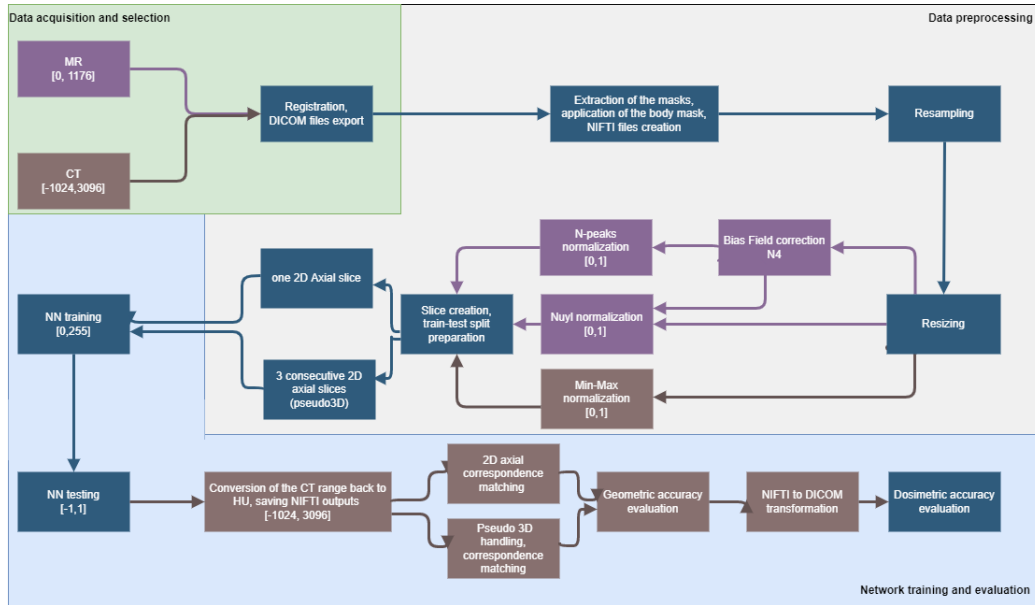 Data acquisition and selection
Data preprocessing
MR
[0, 1176]
CT
[-1024,3096]
Registration,
DICOM files export
Extraction of the masks,
application of the body mask,
NIFTI files creation
Resampling
N-peaks
normalization
[0,1]
Bias Field correction
N4
one 2D Axial slice
NN training
[0,255]
Slice creation,
train-test split
preparation
Nuyl normalization
[0,1]
Resizing
3 consecutive 2D
axial slices
(pseudo3D)
Min-Max
normalization
[0,1]
NN testing
[-1,1]
Conversion of the CT range back to
HU, saving NIFTI outputs
[-1024, 3096]
2D axial
correspondence
matching
Pseudo 3D
handling,
correspondence
matching
Geometric accuracy
evaluation
NIFTI to DICOM
transformation
Dosimetric accuracy
evaluation
Network training and evaluation